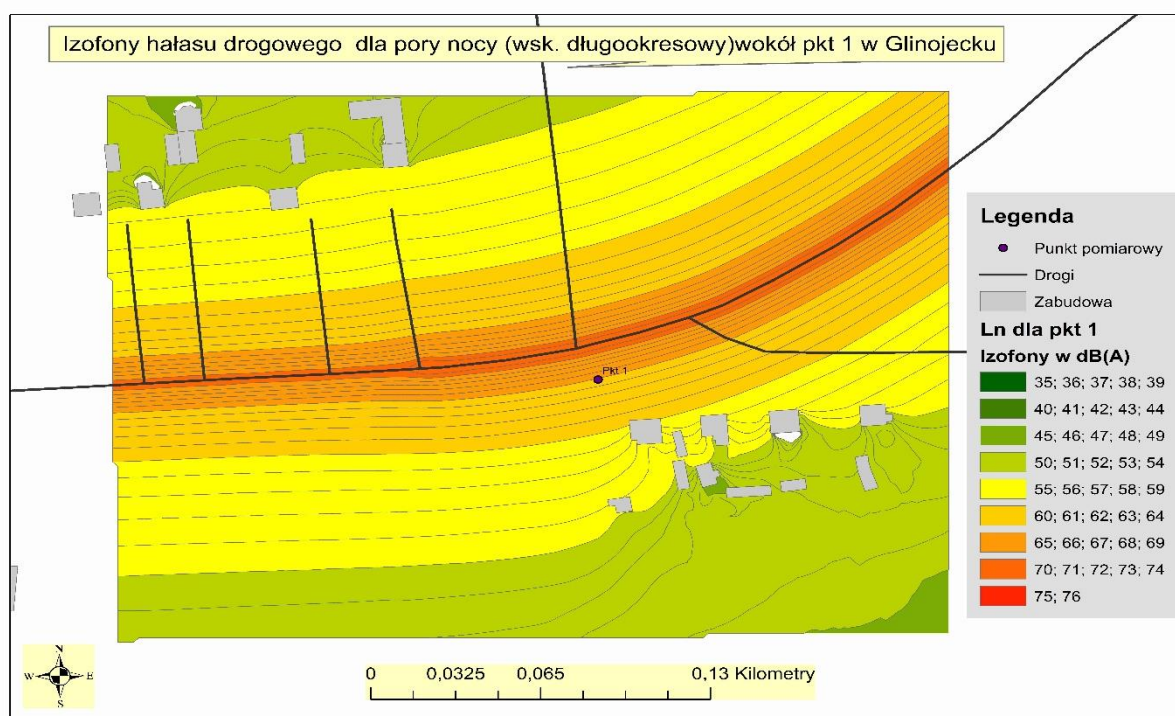 Izofony hałasu drogowego dla pory nocy (wsk. długookresowy)wokół pkt 1 w Glinojecku
Pkt 1
Legenda
Punkt pomiarowy
Drogi
Zabudowa
Ln dla pkt 1
Izofony w dB(A)
35; 36; 37; 38; 39
40; 41; 42; 43; 44
45; 46; 47; 48; 49
50; 51; 52; 53; 54
55; 56; 57; 58; 59
60; 61; 62; 63; 64
65; 66; 67; 68; 69
70; 71; 72; 73; 74
75; 76
N
W E
S
0 0,0325 0,065 0,13 Kilometry